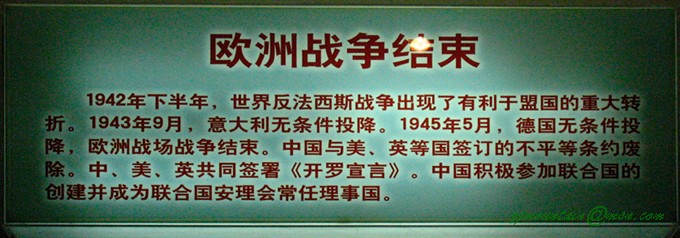 欧洲战争结束
1942年下半年，世界反法西斯战争出现了有利于盟国的重大转
折。1943年9月，意大利无条件投降。1945年5月，德国无条件投
降，欧洲战场战争结束。中国与美、英等国签订的不平等条约废
除。中、美、英共同签署《开罗宣言》。中国积极参加联合国的
创建并成为联合国安理会常任理事国。